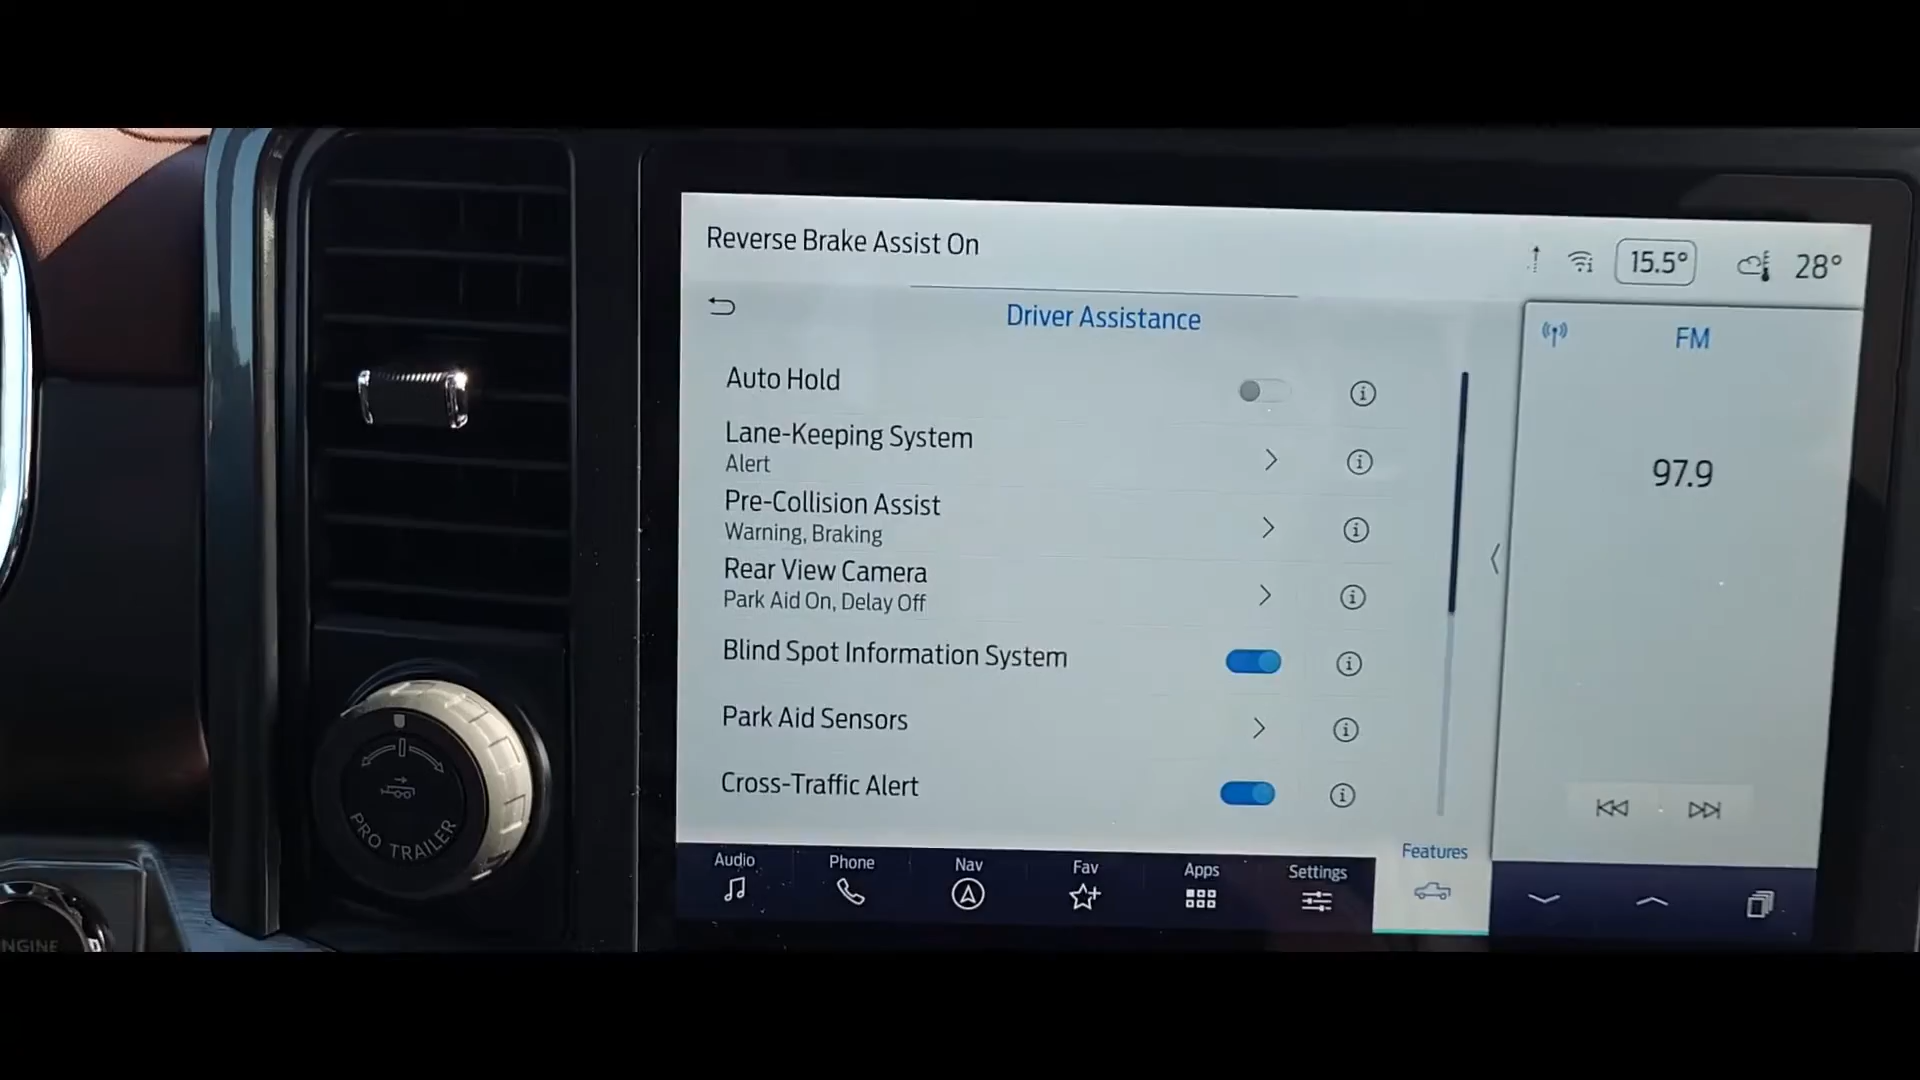 Reverse Brake Assist On
15.5°
28°
Driver Assistance
Auto Hold
Lane-Keeping System
Alert
Pre-Collision Assist
Warning, Braking
Rear View Camera
Park Aid On, Delay Off
Blind Spot Information System
Park Aid Sensors
Cross-Traffic Alert
FM
97.9
Audio
Phone
Nav
Fav
Apps
Settings
Features
PRO TRAILER
ENGINE